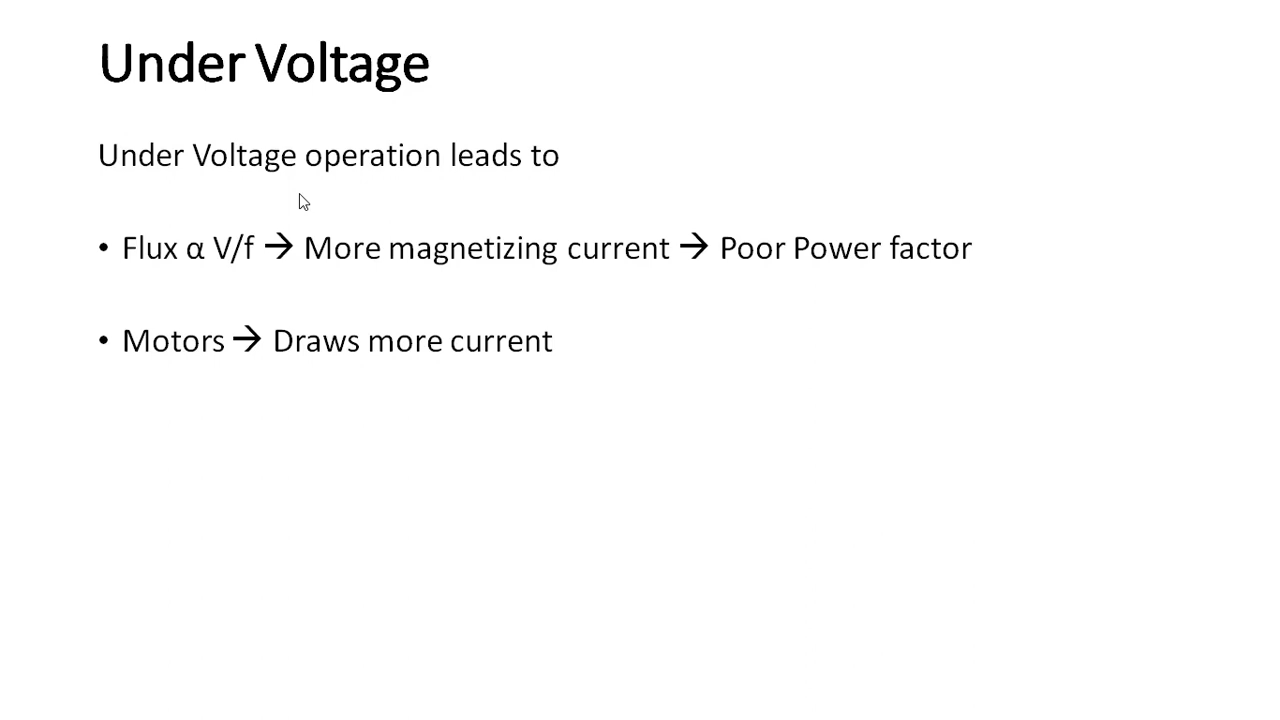 Under Voltage
Under Voltage operation leads to
• Flux α V/f → More magnetizing current → Poor Power factor
• Motors → Draws more current